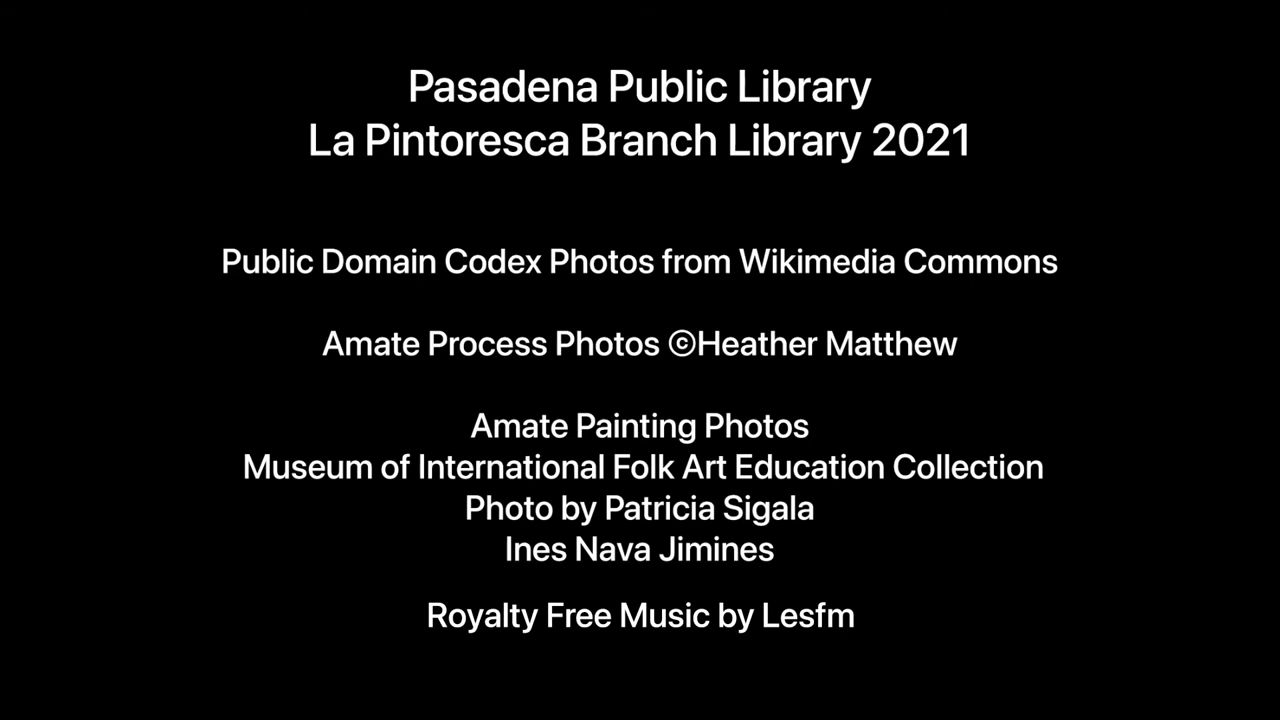 Pasadena Public Library
La Pintoresca Branch Library 2021
Public Domain Codex Photos from Wikimedia Commons
Amate Process Photos ©Heather Matthew
Amate Painting Photos
Museum of International Folk Art Education Collection
Photo by Patricia Sigala
Ines Nava Jimines
Royalty Free Music by Lesfm